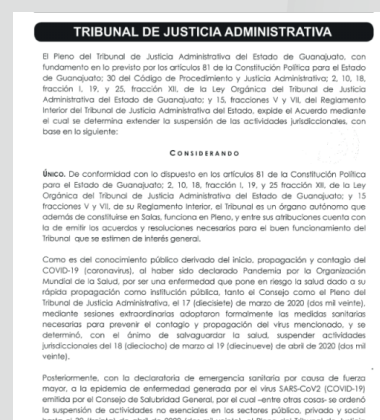 TRIBUNAL DE JUSTICIA ADMINISTRATIVA
El Pleno del Tribunal de Justicia Administrativa del Estado de Guanajuato, con
fundamento en lo previsto por los artículos 81 de la Constitución Política para el Estado
de Guanajuato; 30 del Código de Procedimiento y Justicia Administrativa; 2, 10, 18,
fracción I, 19, y 25, fracción XII, de la Ley Orgánica del Tribunal de Justicia
Administrativa del Estado de Guanajuato; y 15, fracciones V y VII, del Reglamento
Interior del Tribunal de Justicia Administrativa del Estado, expide el Acuerdo mediante
el cual se determina extender la suspensión de las actividades jurisdiccionales, con
base en lo siguiente:
CONSIDERANDO
ÚNICO. De conformidad con lo dispuesto en los artículos 81 de la Constitución Política
para el Estado de Guanajuato; 2, 10, 18, fracción I, 19 y 25 fracción XII, de la Ley
Orgánica del Tribunal de Justicia Administrativa del Estado de Guanajuato; y 15
fracciones V y VII, de su Reglamento Interior, el Tribunal es un órgano autónomo que
además de constituirse en Salas, funciona en Pleno, y entre sus atribuciones cuenta con
la de emitir los acuerdos y resoluciones necesarios para el buen funcionamiento del
Tribunal que se estimen de interés general.
Como es del conocimiento público derivado del inicio, propagación y contagio del
COVID-19 (coronavirus), al haber sido declarado Pandemia por la Organización
Mundial de la Salud, por ser una enfermedad que pone en riesgo la salud dado a su
rápida propagación como institución pública, tanto el Consejo como el Pleno del
Tribunal de Justicia Administrativa, el 17 (diecisiete) de marzo de 2020 (dos mil veinte),
mediante sesiones extraordinarias adoptaron formalmente las medidas sanitarias
necesarias para prevenir el contagio y propagación del virus mencionado, y se
determinó, con el ánimo de salvaguardar la salud, suspender actividades
jurisdiccionales del 18 (dieciocho) de marzo al 19 (diecinueve) de abril de 2020 (dos mil
veinte).
Posteriormente, con la declaratoria de emergencia sanitaria por causa de fuerza
mayor, a la epidemia de enfermedad generada por el virus SARS-CoV2 (COVID-19)
emitida por el Consejo de Salubridad General, por el cual –entre otras cosas- se ordenó
la suspensión de actividades no esenciales en los sectores público, privado y social